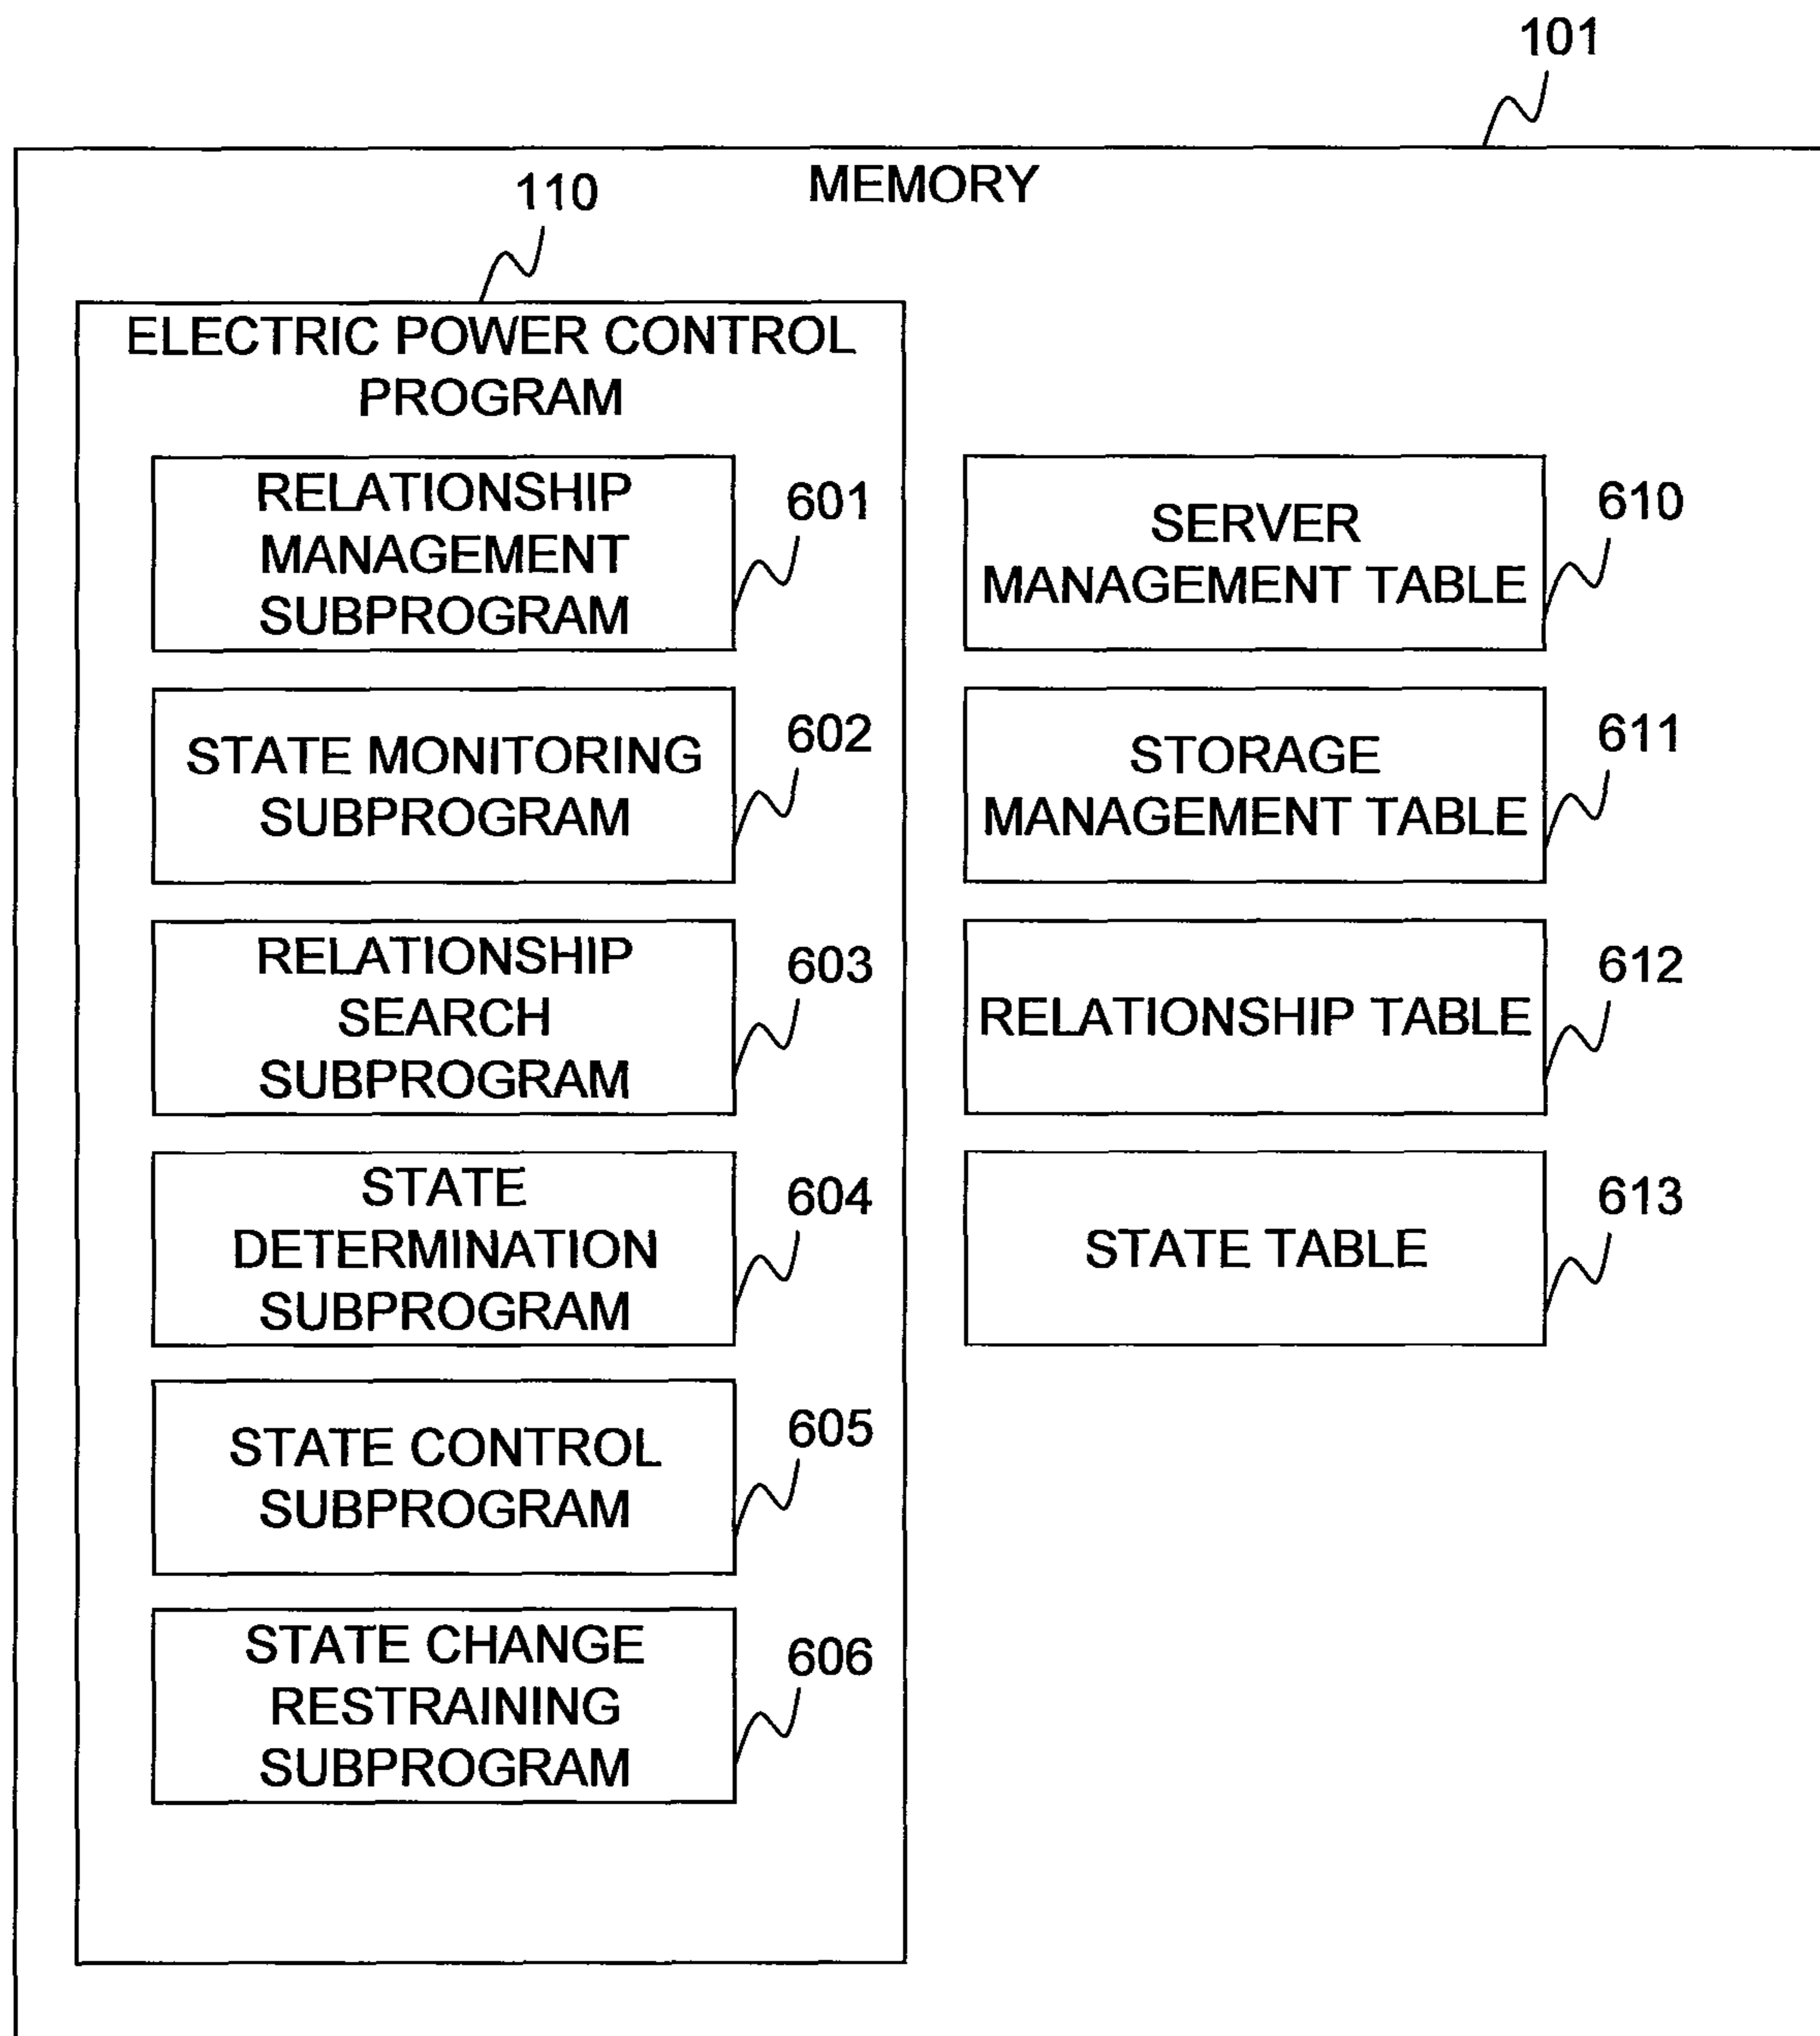 101
MEMORY
110
ELECTRIC POWER CONTROL
PROGRAM
RELATIONSHIP
MANAGEMENT
SUBPROGRAM
601
STATE MONITORING
SUBPROGRAM
602
RELATIONSHIP
SEARCH
SUBPROGRAM
603
STATE
DETERMINATION
SUBPROGRAM
604
STATE CONTROL
SUBPROGRAM
605
STATE CHANGE
RESTRAINING
SUBPROGRAM
606
SERVER
MANAGEMENT TABLE
610
STORAGE
MANAGEMENT TABLE
611
RELATIONSHIP TABLE
612
STATE TABLE
613